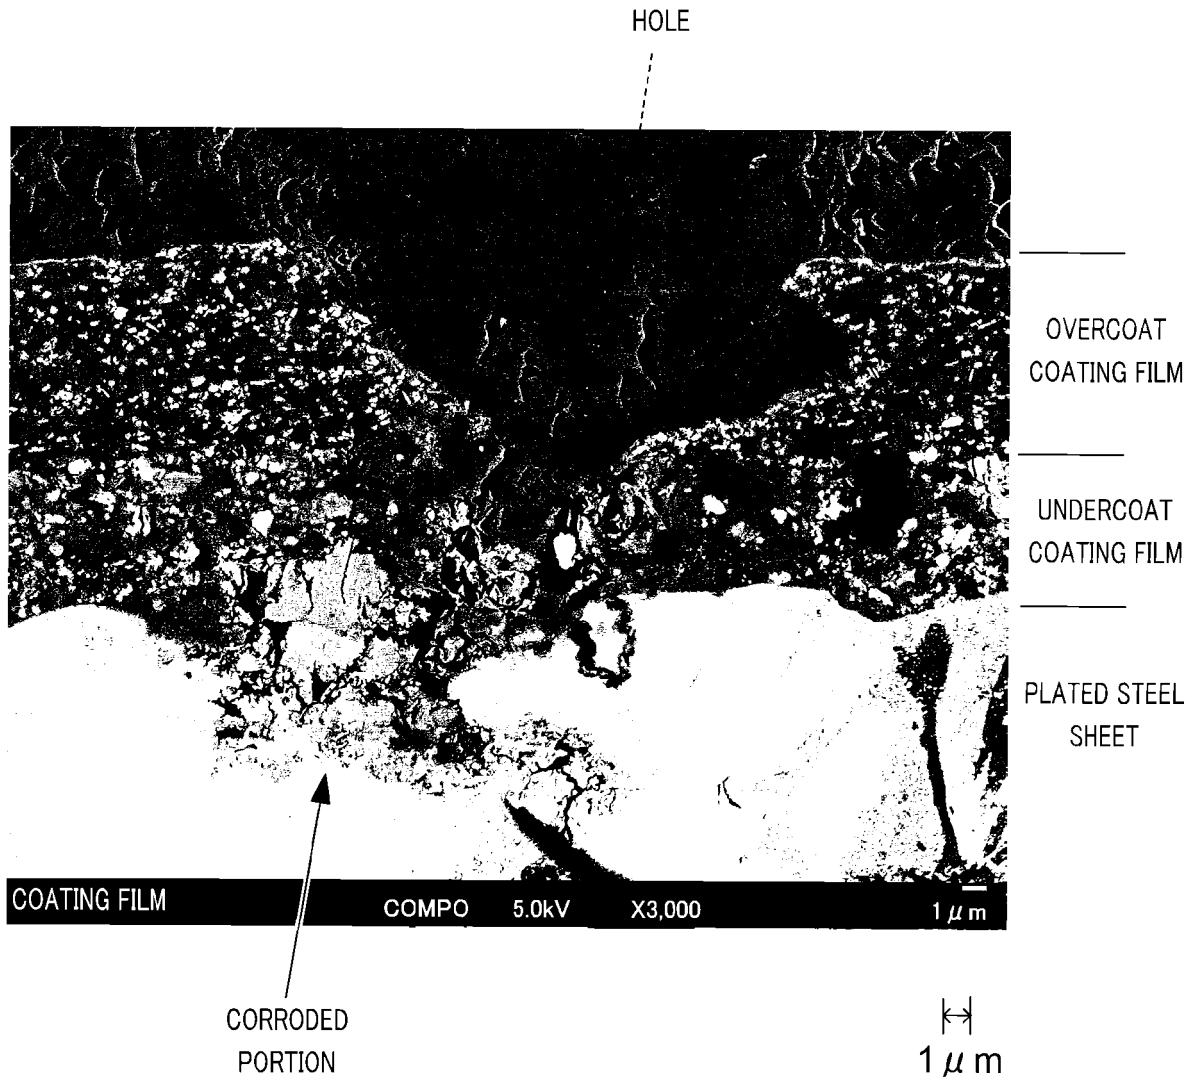 HOLE
OVERCOAT
COATING FILM
UNDERCOAT
COATING FILM
PLATED STEEL
SHEET
COATING FILM COMPO 5.0kV X3,000 1 μm
CORRODED
PORTION
1 μm